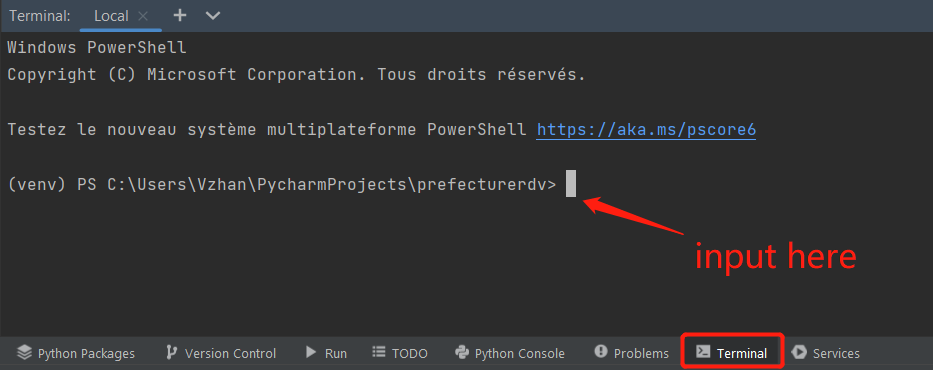 Terminal: Local
Windows PowerShell
Copyright (C) Microsoft Corporation. Tous droits réservés.
Testez le nouveau système multiplateforme PowerShell https://aka.ms/pscore6
(venv) PS C:\Users\Vzhan\PycharmProjects\prefecturerdv>
input here
Python Packages Version Control Run TODO Python Console Problems Terminal Services